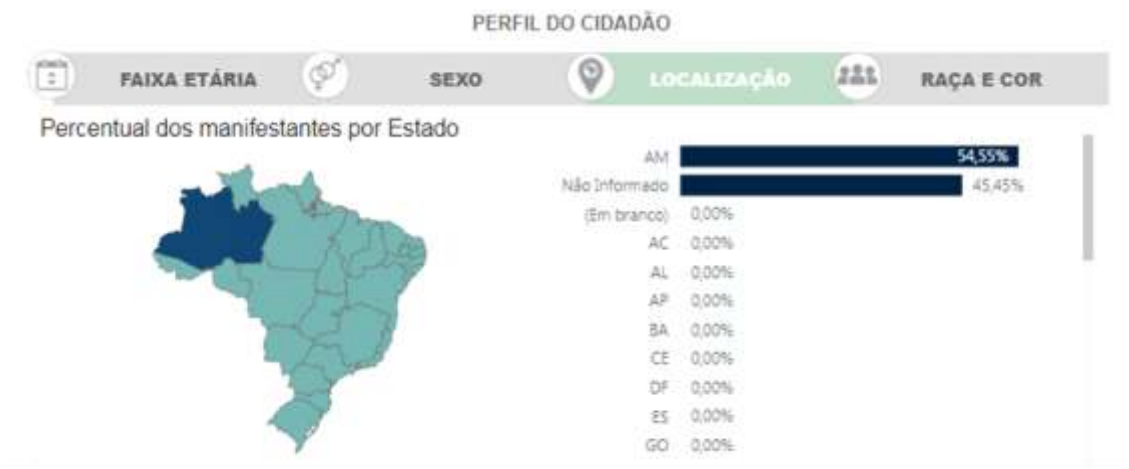 PERFIL DO CIDADÃO
FAIXA ETÁRIA SEXO LOCALIZAÇÃO RAÇA E COR
Percentual dos manifestantes por Estado
AM 54,55%
Não Informado 45,45%
(Em branco) 0,00%
AC 0,00%
AL 0,00%
AP 0,00%
BA 0,00%
CE 0,00%
DF 0,00%
ES 0,00%
GO 0,00%